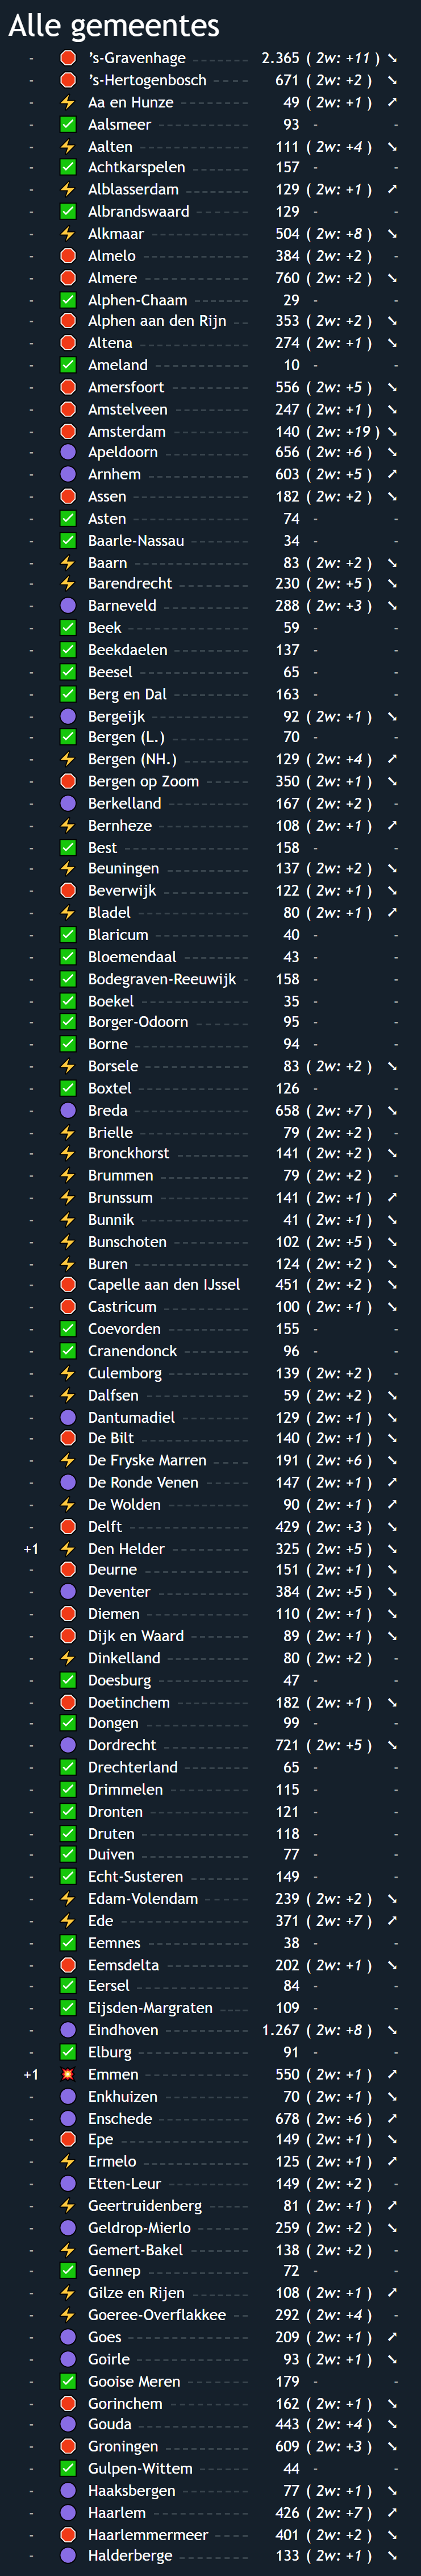 Alle gemeentes
- 's-Gravenhage 2.365 ( 2w: +11 ) ➘
- 's-Hertogenbosch 671 ( 2w: +2 ) ➘
- Aa en Hunze 49 ( 2w: +1 ) ➚
- Aalsmeer 93 - -
- Aalten 111 ( 2w: +4 ) ➘
- Achtkarspelen 157 - -
- Alblasserdam 129 ( 2w: +1 ) ➚
- Albrandswaard 129 - -
- Alkmaar 504 ( 2w: +8 ) ➘
- Almelo 384 ( 2w: +2 ) -
- Almere 760 ( 2w: +2 ) ➘
- Alphen-Chaam 29 - -
- Alphen aan den Rijn 353 ( 2w: +2 ) ➘
- Altena 274 ( 2w: +1 ) ➘
- Ameland 10 - -
- Amersfoort 556 ( 2w: +5 ) ➘
- Amstelveen 247 ( 2w: +1 ) ➘
- Amsterdam 140 ( 2w: +19 ) ➘
- Apeldoorn 656 ( 2w: +6 ) ➘
- Arnhem 603 ( 2w: +5 ) ➚
- Assen 182 ( 2w: +2 ) ➘
- Asten 74 - -
- Baarle-Nassau 34 - -
- Baarn 83 ( 2w: +2 ) ➘
- Barendrecht 230 ( 2w: +5 ) ➘
- Barneveld 288 ( 2w: +3 ) ➘
- Beek 59 - -
- Beekdaelen 137 - -
- Beesel 65 - -
- Berg en Dal 163 - -
- Bergeijk 92 ( 2w: +1 ) ➘
- Bergen (L.) 70 - -
- Bergen (NH.) 129 ( 2w: +4 ) ➚
- Bergen op Zoom 350 ( 2w: +1 ) ➘
- Berkelland 167 ( 2w: +2 ) -
- Bernheze 108 ( 2w: +1 ) ➚
- Best 158 - -
- Beuningen 137 ( 2w: +2 ) ➘
- Beverwijk 122 ( 2w: +1 ) ➘
- Bladel 80 ( 2w: +1 ) ➚
- Blaricum 40 - -
- Bloemendaal 43 - -
- Bodegraven-Reeuwijk 158 - -
- Boekel 35 - -
- Borger-Odoorn 95 - -
- Borne 94 - -
- Borsele 83 ( 2w: +2 ) ➘
- Boxtel 126 - -
- Breda 658 ( 2w: +7 ) ➘
- Brielle 79 ( 2w: +2 ) -
- Bronckhorst 141 ( 2w: +2 ) ➘
- Brummen 79 ( 2w: +2 ) -
- Brunssum 141 ( 2w: +1 ) ➚
- Bunnik 41 ( 2w: +1 ) ➘
- Bunschoten 102 ( 2w: +5 ) ➘
- Buren 124 ( 2w: +2 ) ➘
- Capelle aan den IJssel 451 ( 2w: +2 ) ➘
- Castricum 100 ( 2w: +1 ) ➘
- Coevorden 155 - -
- Cranendonck 96 - -
- Culemborg 139 ( 2w: +2 ) -
- Dalfsen 59 ( 2w: +2 ) ➘
- Dantumadiel 129 ( 2w: +1 ) ➘
- De Bilt 140 ( 2w: +1 ) ➘
- De Fryske Marren 191 ( 2w: +6 ) ➘
- De Ronde Venen 147 ( 2w: +1 ) ➚
- De Wolden 90 ( 2w: +1 ) ➚
- Delft 429 ( 2w: +3 ) ➘
+1 Den Helder 325 ( 2w: +5 ) ➘
- Deurne 151 ( 2w: +1 ) ➘
- Deventer 384 ( 2w: +5 ) ➘
- Diemen 110 ( 2w: +1 ) ➘
- Dijk en Waard 89 ( 2w: +1 ) ➘
- Dinkelland 80 ( 2w: +2 ) -
- Doesburg 47 - -
- Doetinchem 182 ( 2w: +1 ) ➘
- Dongen 99 - -
- Dordrecht 721 ( 2w: +5 ) ➘
- Drechterland 65 - -
- Drimmelen 115 - -
- Dronten 121 - -
- Druten 118 - -
- Duiven 77 - -
- Echt-Susteren 149 - -
- Edam-Volendam 239 ( 2w: +2 ) ➘
- Ede 371 ( 2w: +7 ) ➚
- Eemnes 38 - -
- Eemsdelta 202 ( 2w: +1 ) ➘
- Eersel 84 - -
- Eijsden-Margraten 109 - -
- Eindhoven 1.267 ( 2w: +8 ) ➘
- Elburg 91 - -
+1 Emmen 550 ( 2w: +1 ) ➚
- Enkhuizen 70 ( 2w: +1 ) ➘
- Enschede 678 ( 2w: +6 ) ➚
- Epe 149 ( 2w: +1 ) ➘
- Ermelo 125 ( 2w: +1 ) ➚
- Etten-Leur 149 ( 2w: +2 ) -
- Geertruidenberg 81 ( 2w: +1 ) ➚
- Geldrop-Mierlo 259 ( 2w: +2 ) ➘
- Gemert-Bakel 138 ( 2w: +2 ) -
- Gennep 72 - -
- Gilze en Rijen 108 ( 2w: +1 ) ➚
- Goeree-Overflakkee 292 ( 2w: +4 ) -
- Goes 209 ( 2w: +1 ) ➚
- Goirle 93 ( 2w: +1 ) ➘
- Gooise Meren 179 - -
- Gorinchem 162 ( 2w: +1 ) ➘
- Gouda 443 ( 2w: +4 ) ➘
- Groningen 609 ( 2w: +3 ) ➘
- Gulpen-Wittem 44 - -
- Haaksbergen 77 ( 2w: +1 ) ➘
- Haarlem 426 ( 2w: +7 ) ➚
- Haarlemmermeer 401 ( 2w: +2 ) ➘
- Halderberge 133 ( 2w: +1 ) ➘